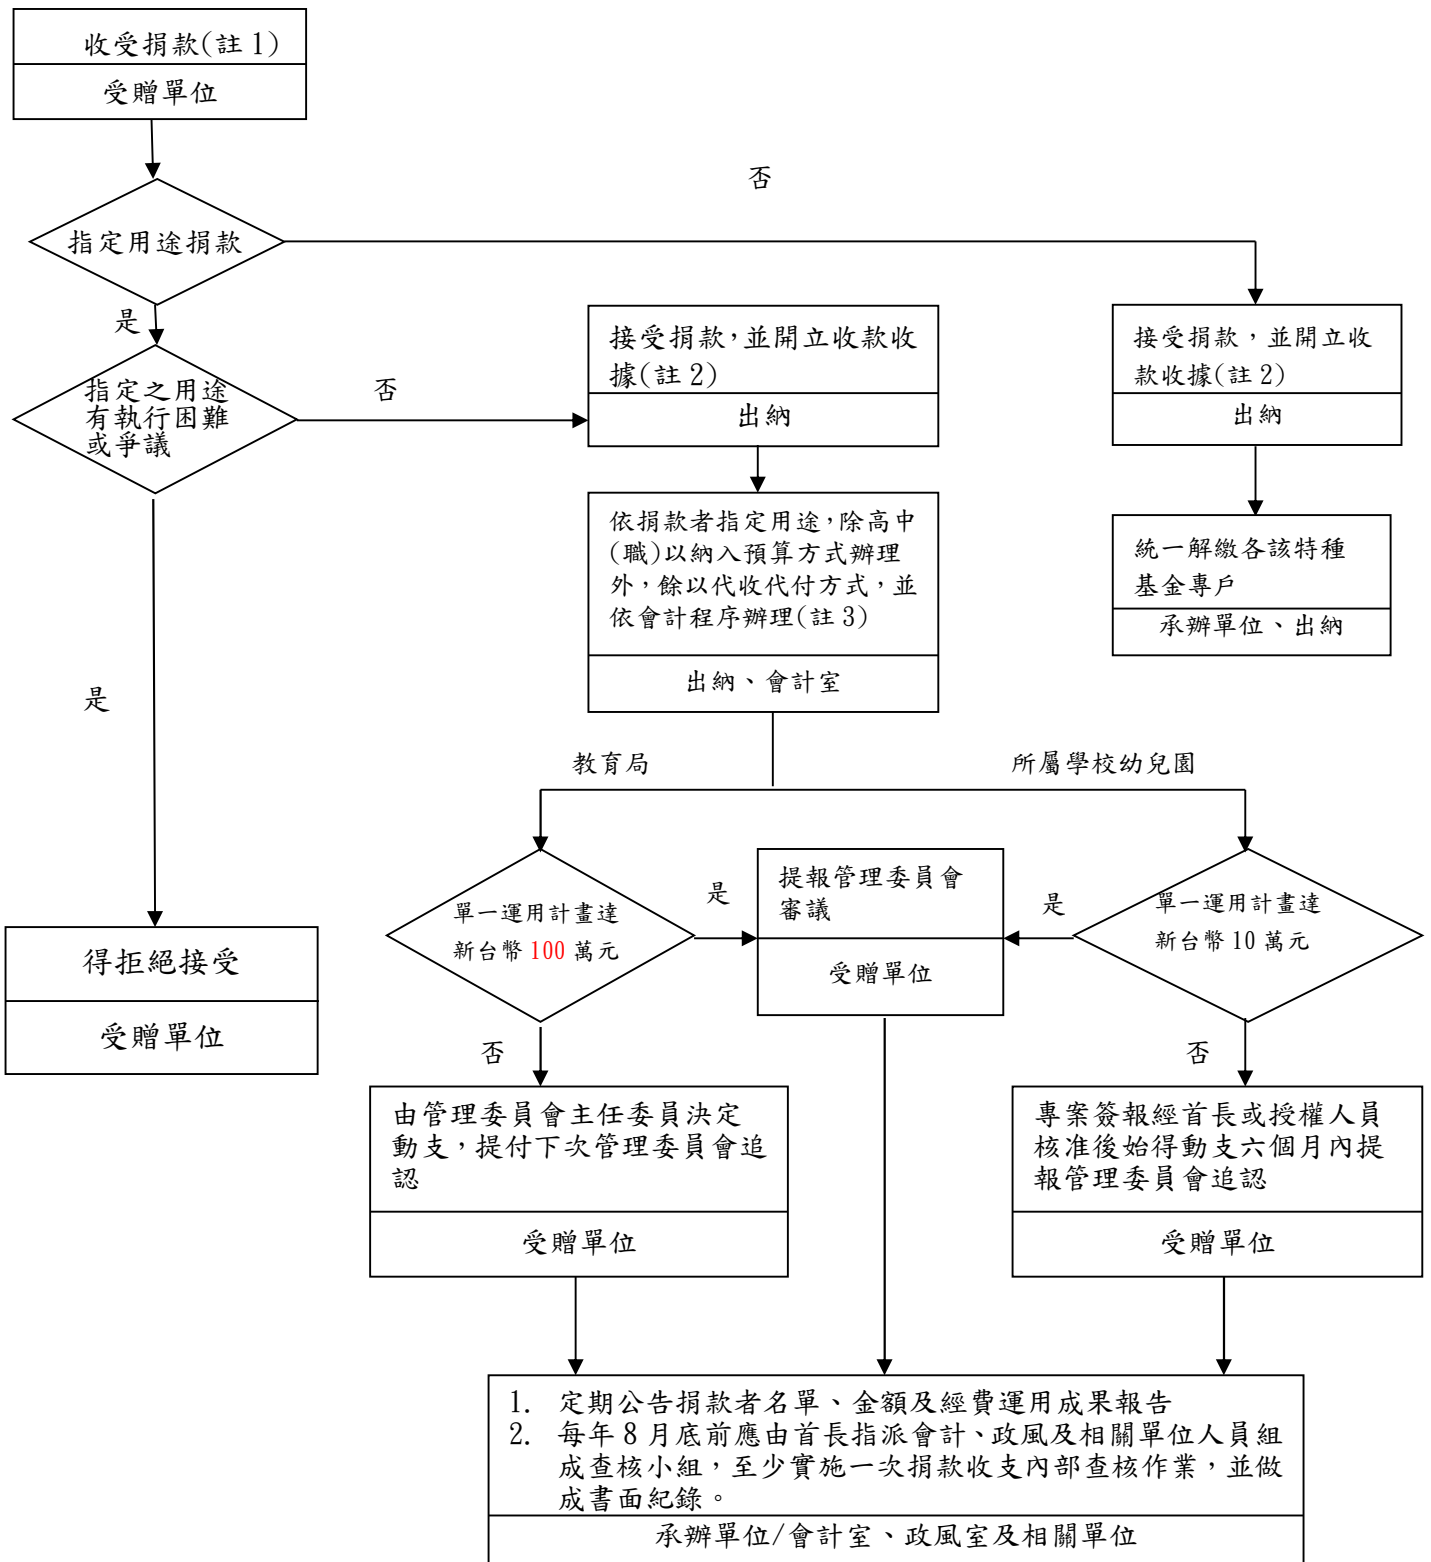 收受捐款(註1)
受贈單位
否
指定用途捐款
是
指定之用途
有執行困難
或爭議
否
接受捐款,並開立收款收
據(註2)
出納
接受捐款，並開立收
款收據(註2)
出納
依捐款者指定用途,除高中
(職)以納入預算方式辦理
外，餘以代收代付方式，並
依會計程序辦理(註3)
出納、會計室
統一解繳各該特種
基金專戶
承辦單位、出納
是
教育局
所屬學校幼兒園
單一運用計畫達
新台幣100萬元
是
提報管理委員會
審議
受贈單位
是
單一運用計畫達
新台幣10萬元
得拒絕接受
受贈單位
否
否
由管理委員會主任委員決定
動支，提付下次管理委員會追
認
受贈單位
專案簽報經首長或授權人員
核准後始得動支六個月內提
報管理委員會追認
受贈單位
1. 定期公告捐款者名單、金額及經費運用成果報告
2. 每年8月底前應由首長指派會計、政風及相關單位人員組
成查核小組，至少實施一次捐款收支內部查核作業，並做
成書面紀錄。
承辦單位/會計室、政風室及相關單位